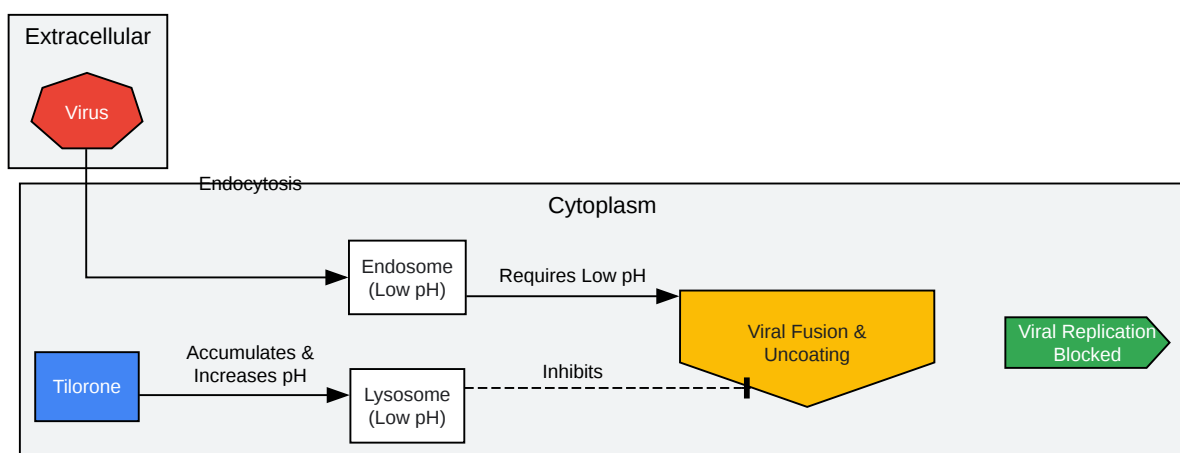 Extracellular
Virus
Endocytosis
Cytoplasm
Endosome
(Low pH)
Requires Low pH
Viral Fusion &
Uncoating
Viral Replication
Blocked
Tilorone
Accumulates &
Increases pH
Lysosome
(Low pH)
Inhibits